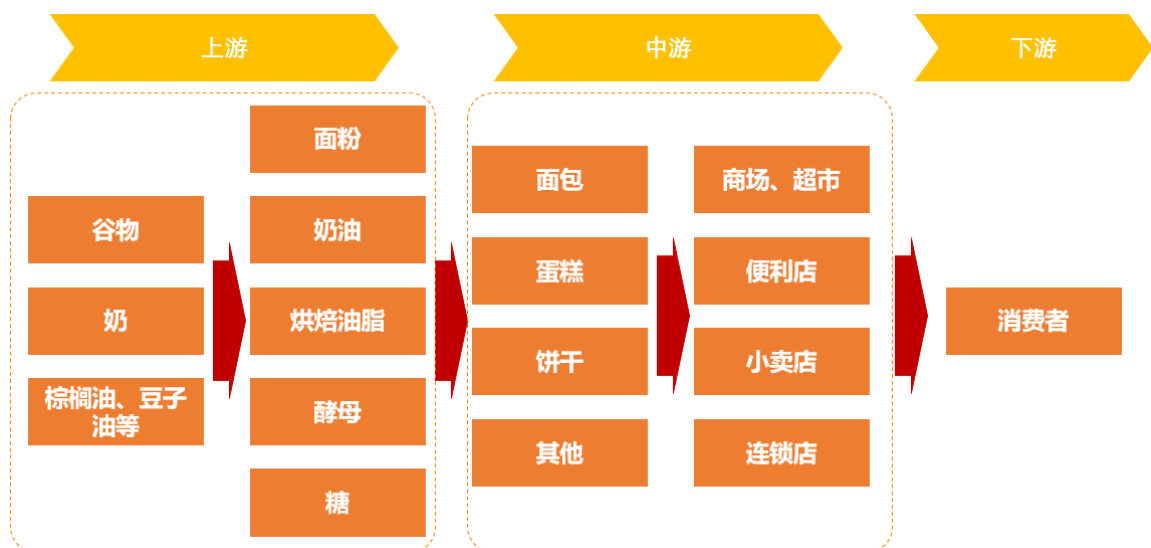 上游
中游
下游
谷物
奶
棕榈油、豆子
油等
面粉
奶油
烘焙油脂
酵母
糖
面包
蛋糕
饼干
其他
商场、超市
便利店
小卖店
连锁店
消费者